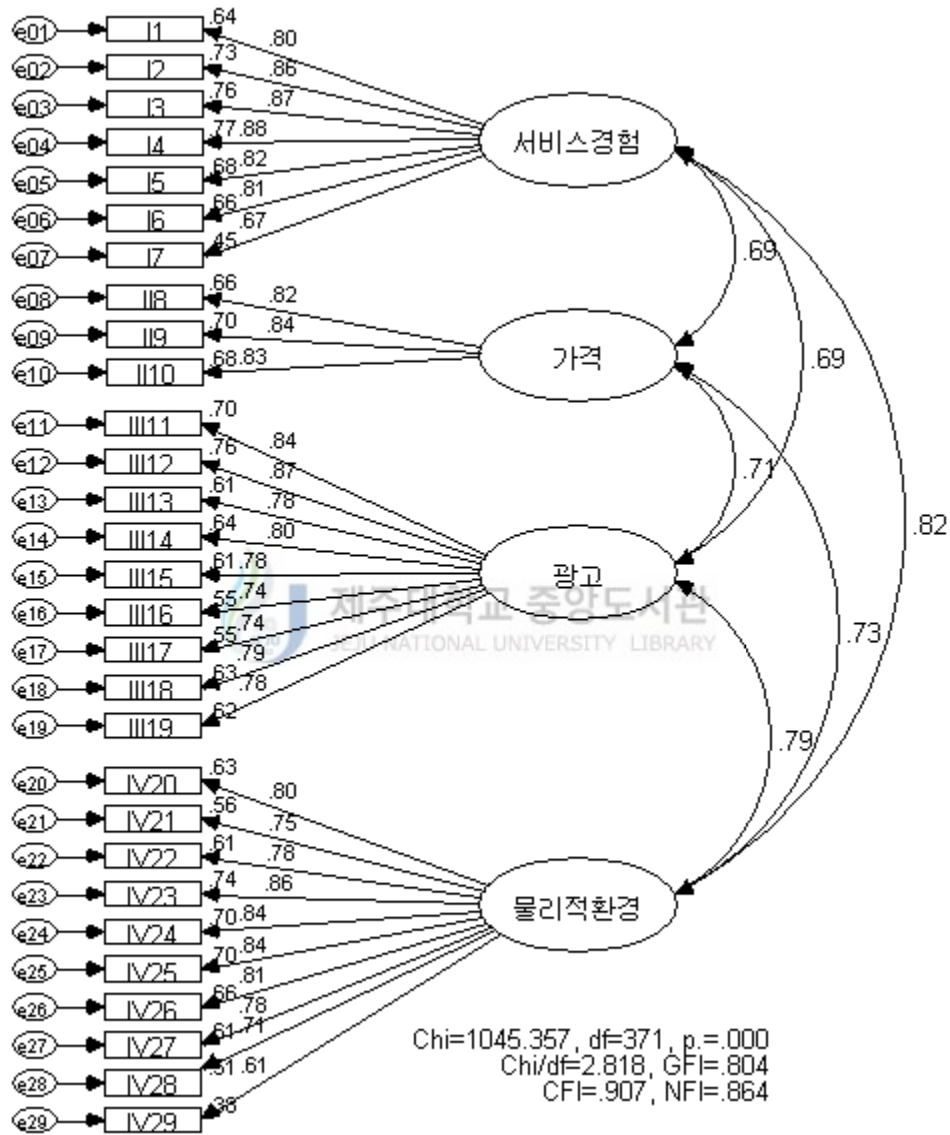 e01 I1 .64 .80
e02 I2 .73 .86
e03 I3 .76 .87
e04 I4 .77 .88
e05 I5 .68 .82
e06 I6 .66 .81
e07 I7 .45 .67
서비스경험
e08 II8 .66 .82
e09 II9 .70 .84
e10 II10 .68 .83
가격
e11 III11 .70 .84
e12 III12 .76 .87
e13 III13 .61 .78
e14 III14 .64 .80
e15 III15 .61 .78
e16 III16 .55 .74
e17 III17 .55 .74
e18 III18 .63 .79
e19 III19 .62 .78
광고
제주대학교 중앙도서관
JEJU NATIONAL UNIVERSITY LIBRARY
e20 IV20 .63 .80
e21 IV21 .56 .75
e22 IV22 .61 .78
e23 IV23 .74 .86
e24 IV24 .70 .84
e25 IV25 .70 .84
e26 IV26 .66 .81
e27 IV27 .61 .78
e28 IV28 .51 .71
e29 IV29 .38 .61
물리적환경
.69
.69
.71
.82
.73
.79
Chi=1045.357, df=371, p.=.000
Chi/df=2.818, GFI=.804
CFI=.907, NFI=.864